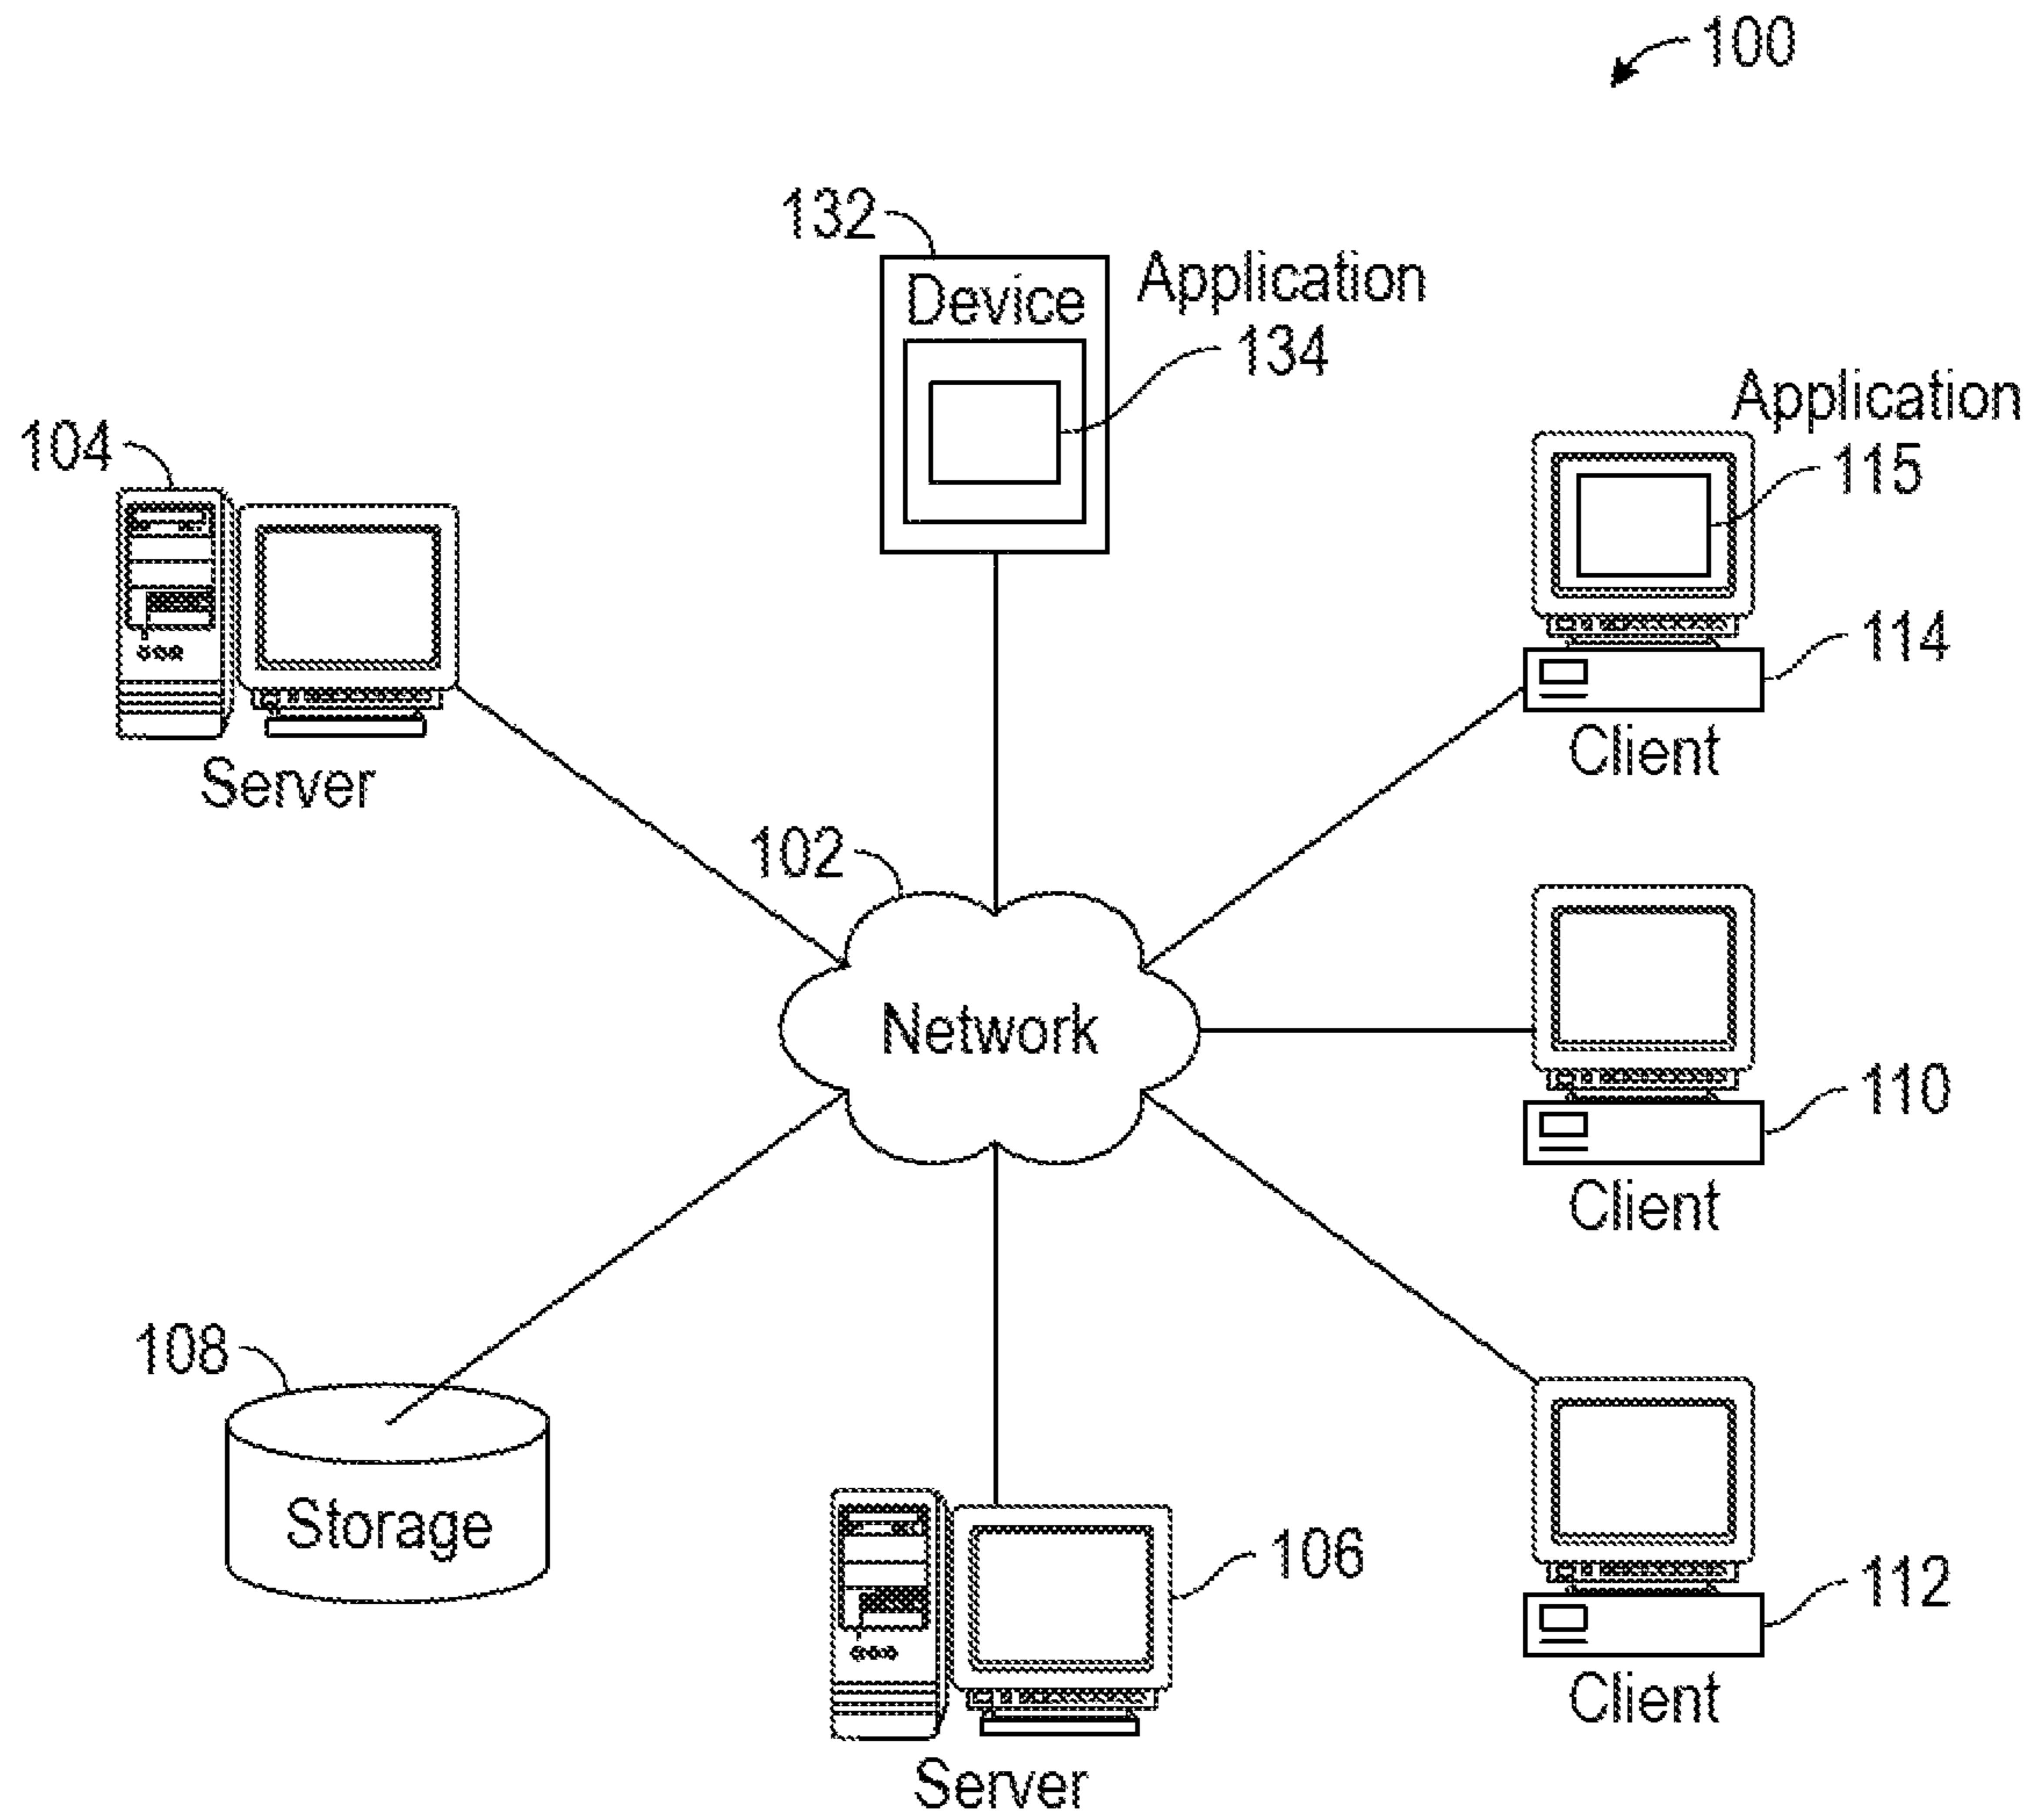 100
132
Device
Application
134
Application
115
104
114
Server
Client
102
Network
110
Client
108
Storage
106
112
Client
Server